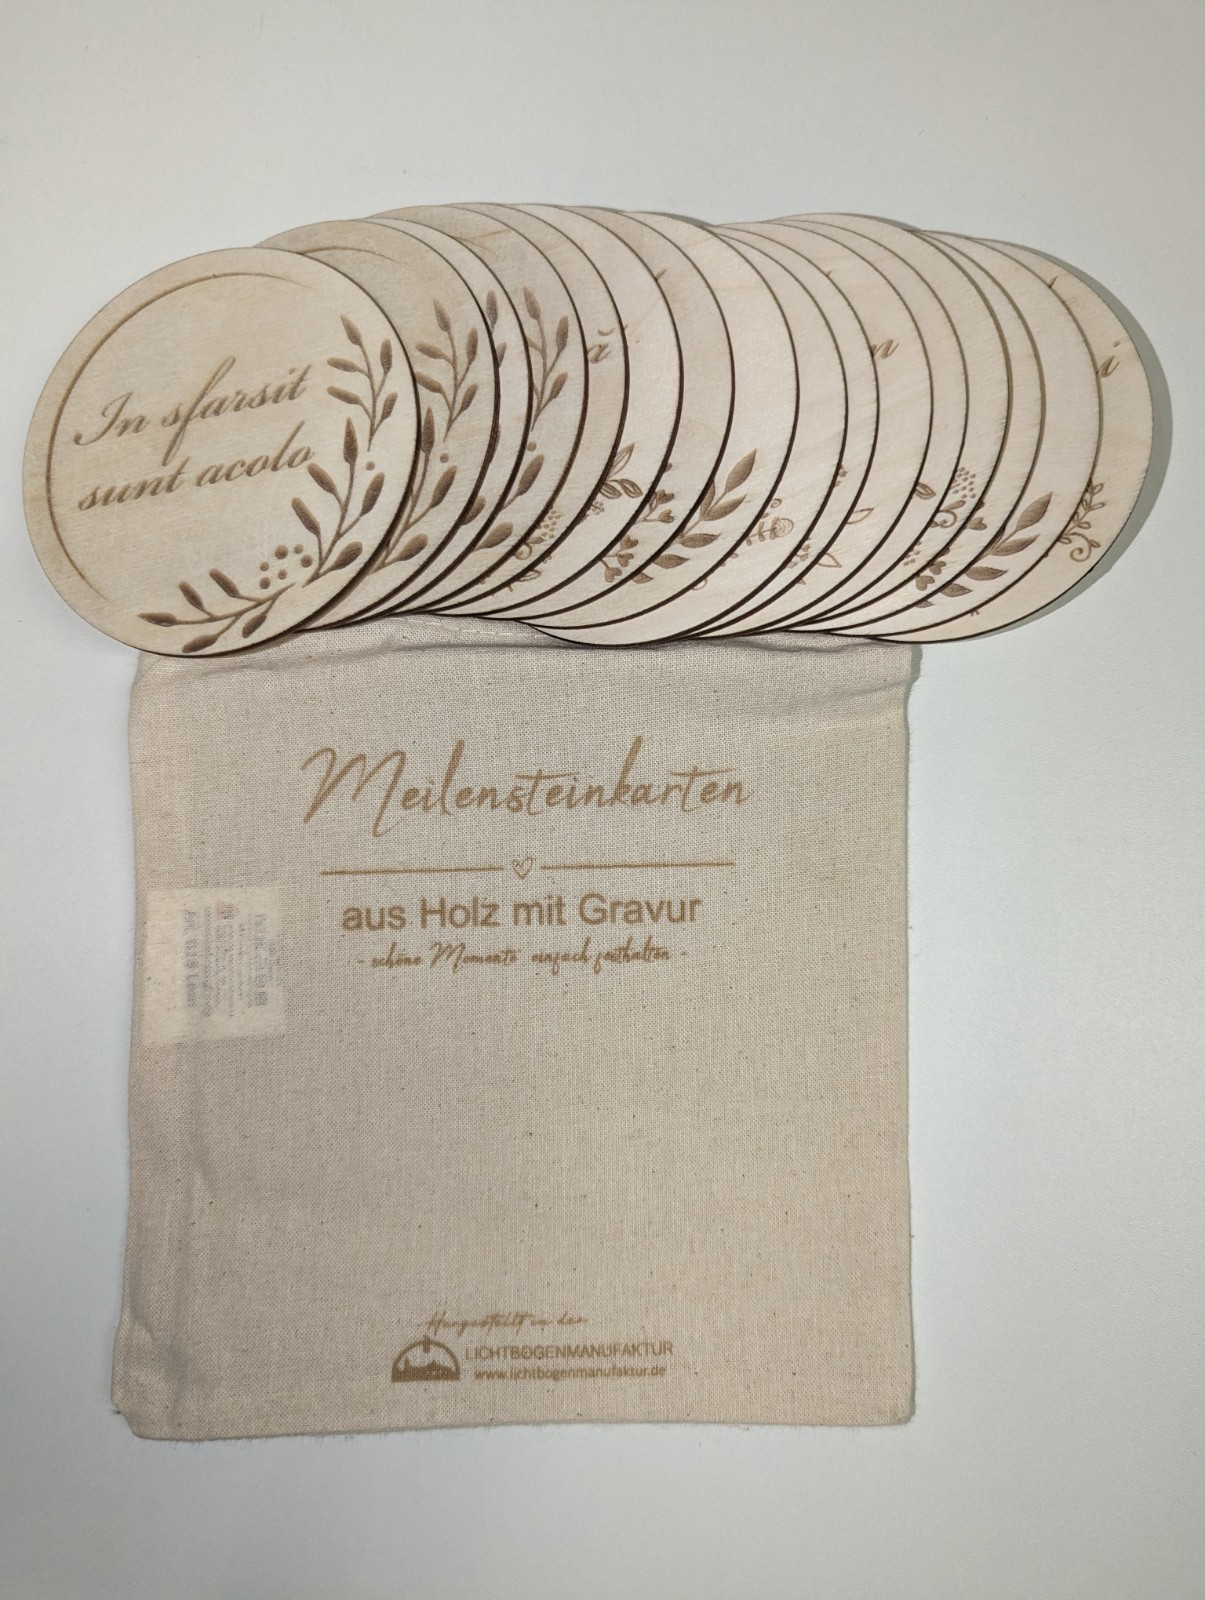 In sfarsit
sunt acolo
ă
n
i
Meilensteinkarten
aus Holz mit Gravur
- schöne Momente einfach festhalten -
Hergestellt in der
LICHTBOGENMANUFAKTUR
www.lichtbogenmanufaktur.de